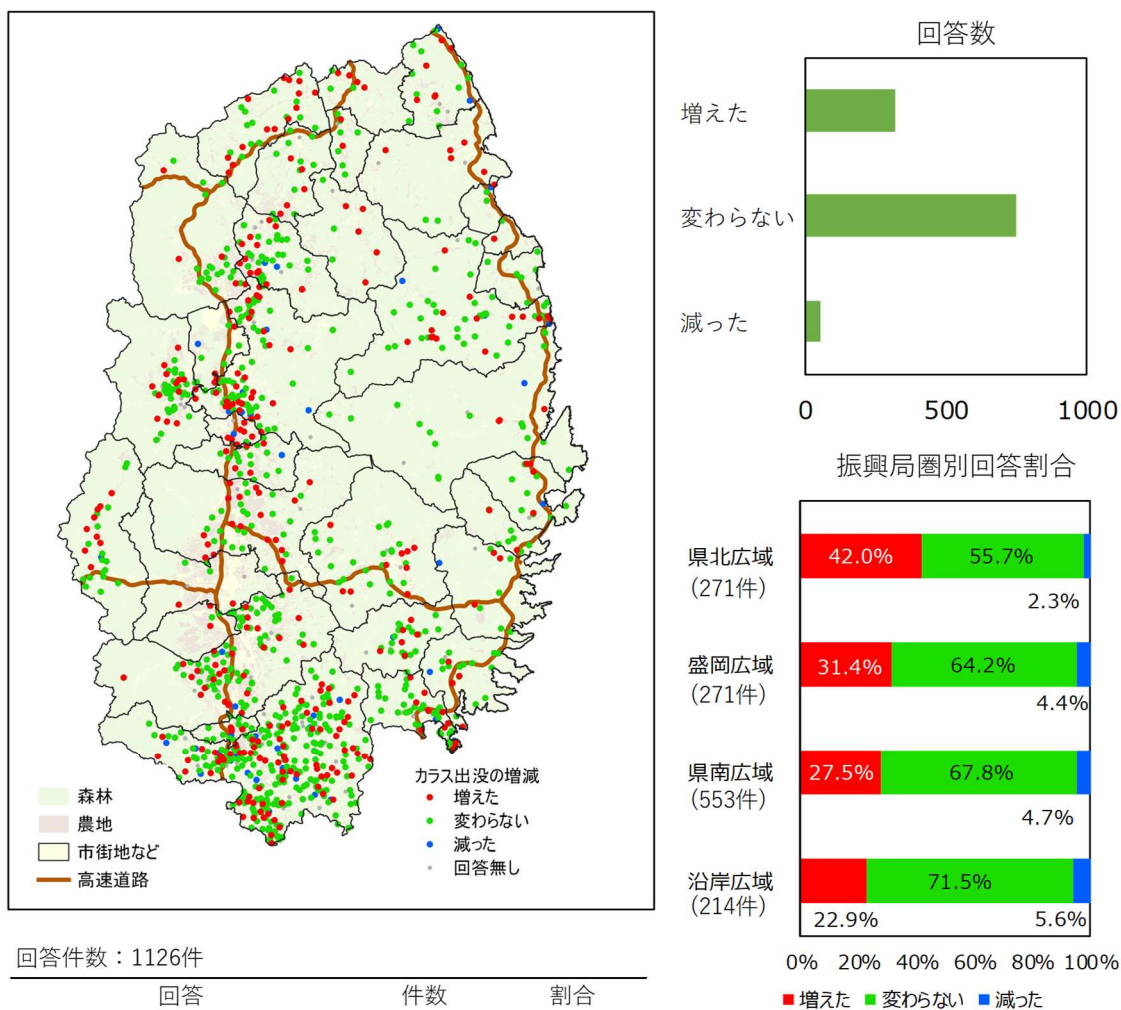 森林
農地
市街地など
高速道路
カラス出没の増減
増えた
変わらない
減った
回答無し
回答件数：1126件
回答 件数 割合
回答数
増えた
変わらない
減った
0 500 1000
振興局圏別回答割合
県北広域
(271件)
42.0% 55.7%
2.3%
盛岡広域
(271件)
31.4% 64.2%
4.4%
県南広域
(553件)
27.5% 67.8%
4.7%
沿岸広域
(214件)
71.5%
22.9% 5.6%
0% 20% 40% 60% 80% 100%
増えた 変わらない 減った